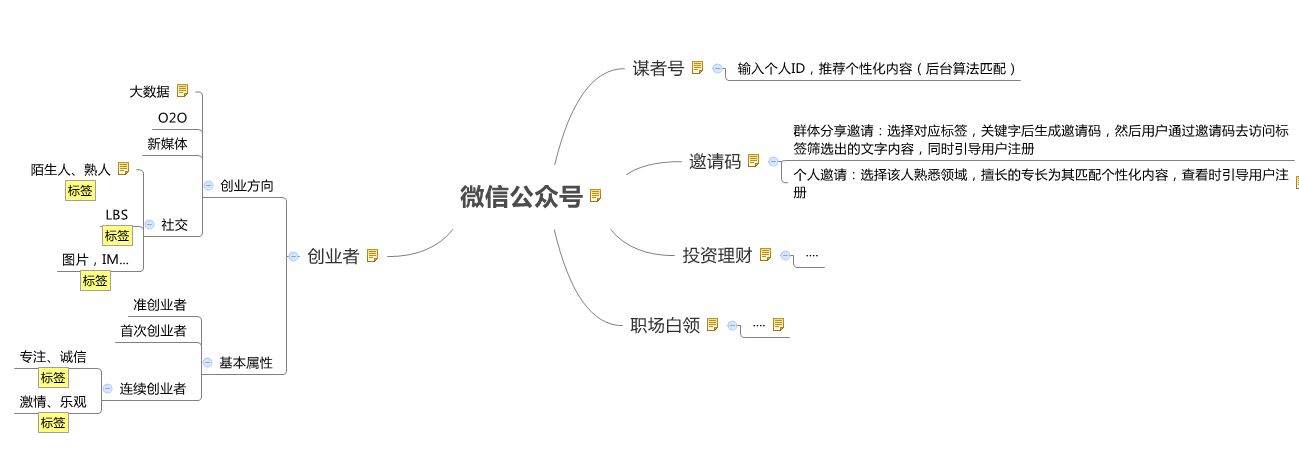 微信公众号
谋者号
输入个人ID，推荐个性化内容（后台算法匹配）
邀请码
群体分享邀请：选择对应标签，关键字后生成邀请码，然后用户通过邀请码去访问标
签筛选出的文字内容，同时引导用户注册
个人邀请：选择该人熟悉领域，擅长的专长为其匹配个性化内容，查看时引导用户注
册
投资理财
....
职场白领
....
创业者
创业方向
大数据
O2O
新媒体
社交
陌生人、熟人
标签
LBS
标签
图片，IM...
标签
基本属性
准创业者
首次创业者
连续创业者
专注、诚信
标签
激情、乐观
标签